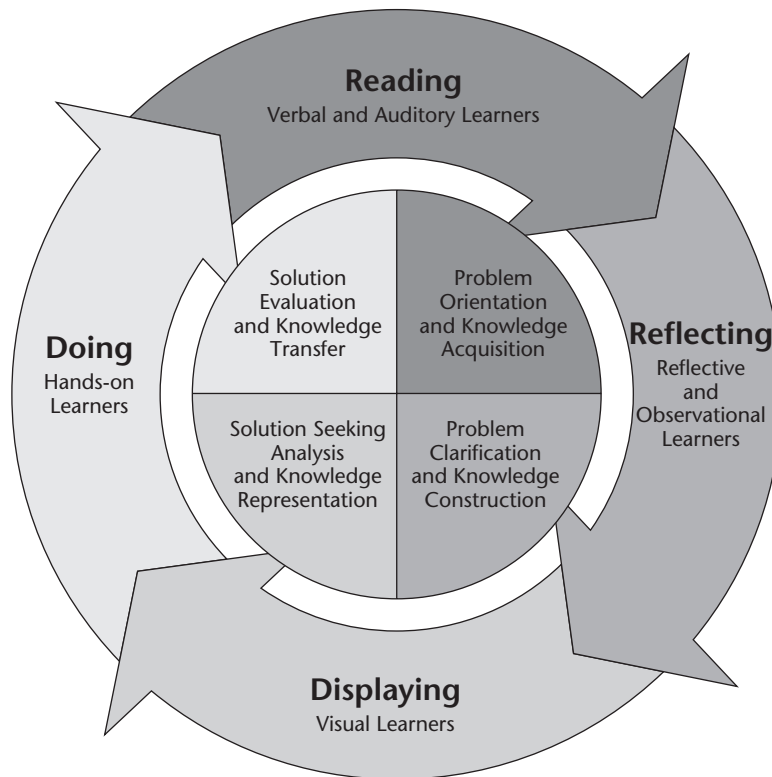 Reading
Verbal and Auditory Learners
Reflecting
Reflective
and
Observational
Learners
Displaying
Visual Learners
Doing
Hands-on
Learners
Solution
Evaluation
and Knowledge
Transfer
Problem
Orientation
and Knowledge
Acquisition
Solution Seeking
Analysis
and Knowledge
Representation
Problem
Clarification
and Knowledge
Construction